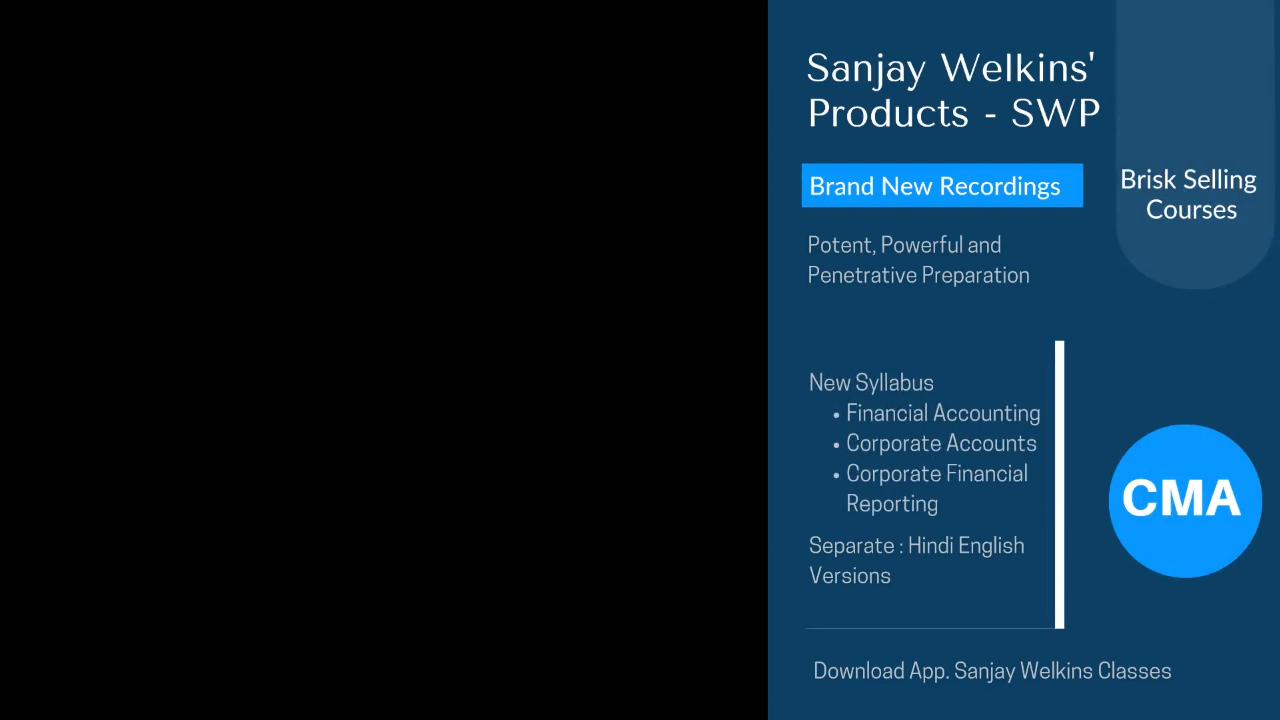 Sanjay Welkins'
Products - SWP
Brand New Recordings
Brisk Selling
Courses
Potent, Powerful and
Penetrative Preparation
New Syllabus
• Financial Accounting
• Corporate Accounts
• Corporate Financial
Reporting
Separate : Hindi English
Versions
CMA
Download App. Sanjay Welkins Classes